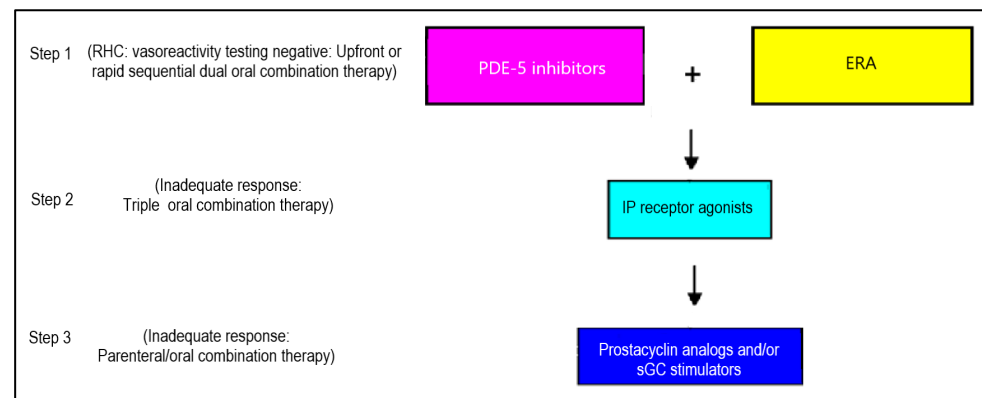 Step 1
(RHC: vasoreactivity testing negative: Upfront or
rapid sequential dual oral combination therapy)
PDE-5 inhibitors
+
ERA
Step 2
(Inadequate response:
Triple oral combination therapy)
IP receptor agonists
Step 3
(Inadequate response:
Parenteral/oral combination therapy)
Prostacyclin analogs and/or
sGC stimulators